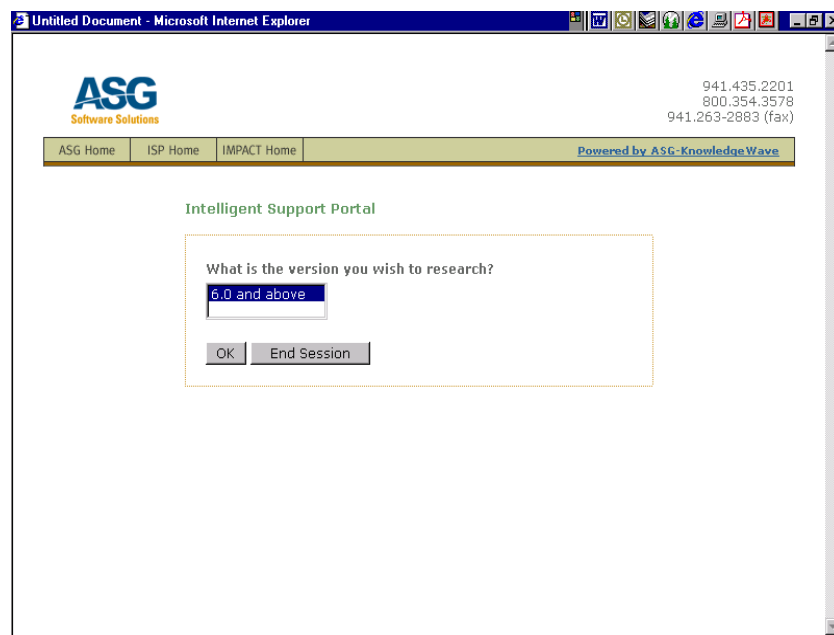 Untitled Document - Microsoft Internet Explorer
ASG
Software Solutions
941.435.2201
800.354.3578
941.263-2883 (fax)
ASG Home ISP Home IMPACT Home Powered by ASG-KnowledgeWave
Intelligent Support Portal
What is the version you wish to research?
6.0 and above
OK End Session